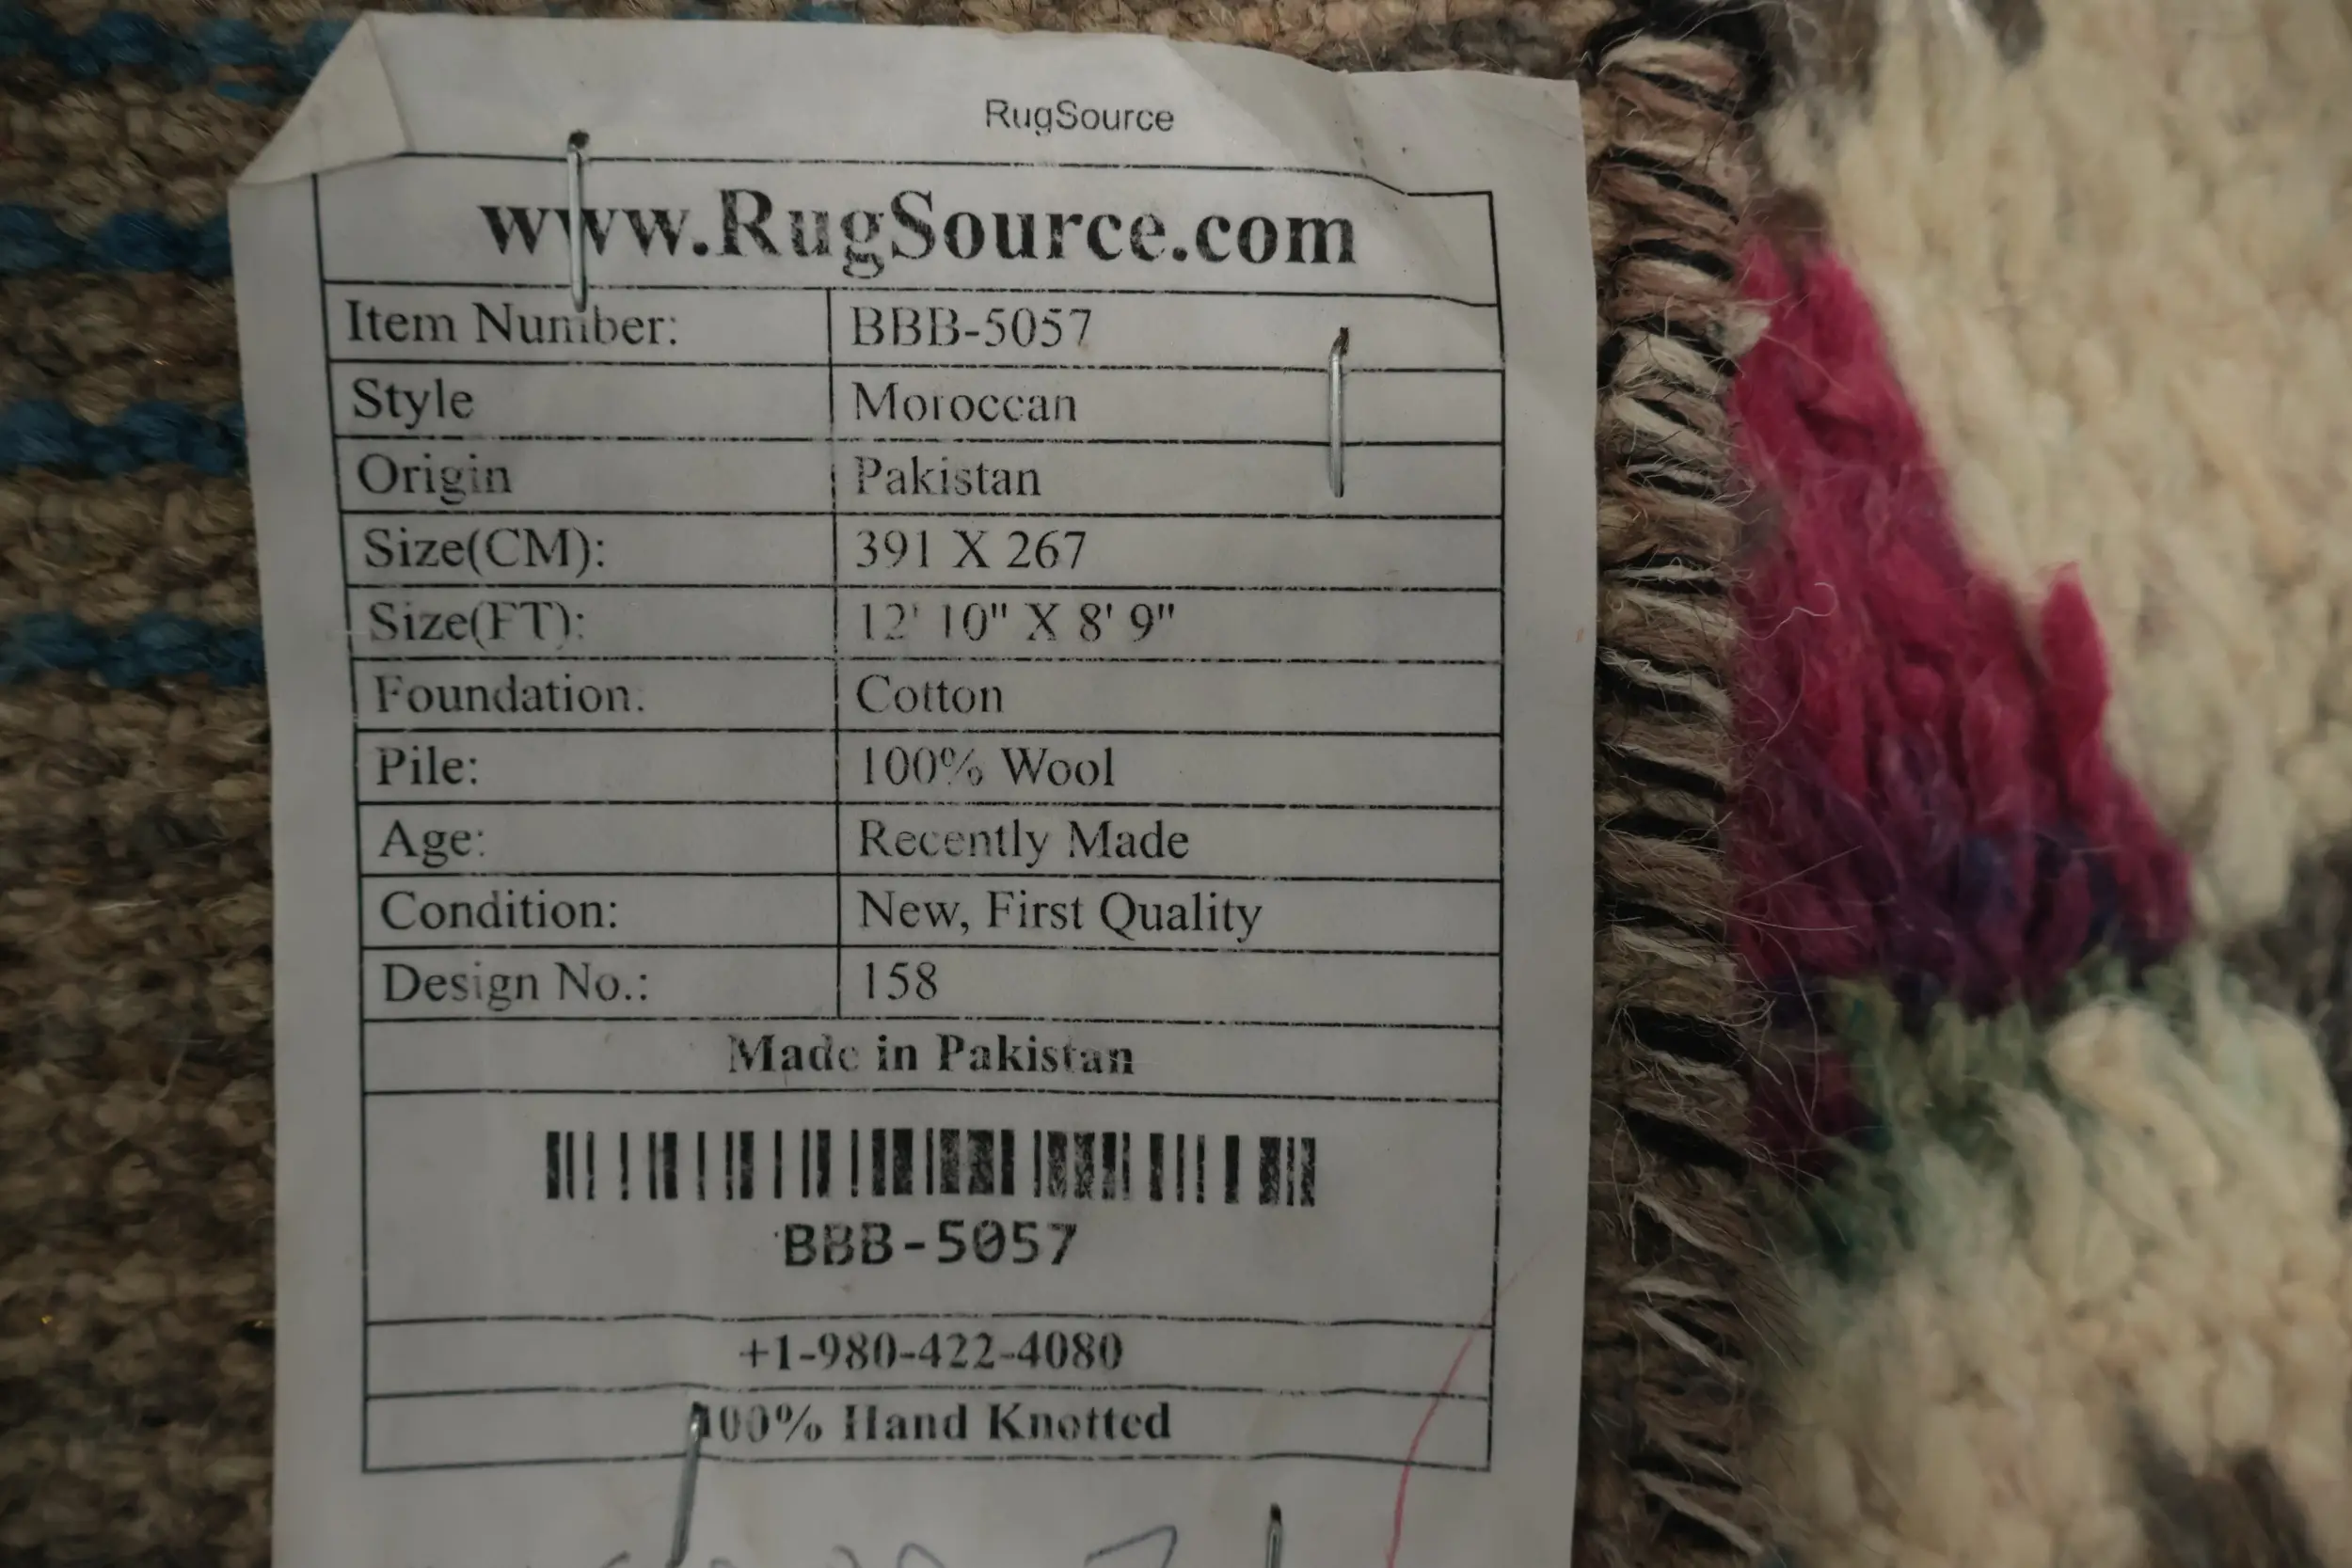 RugSource
www.RugSource.com
Item Number: BBB-5057
Style Moroccan
Origin Pakistan
Size(CM): 391 X 267
Size(FT): 12' 10" X 8' 9"
Foundation: Cotton
Pile: 100% Wool
Age: Recently Made
Condition: New, First Quality
Design No.: 158
Made in Pakistan
BBB-5057
+1-980-422-4080
100% Hand Knotted